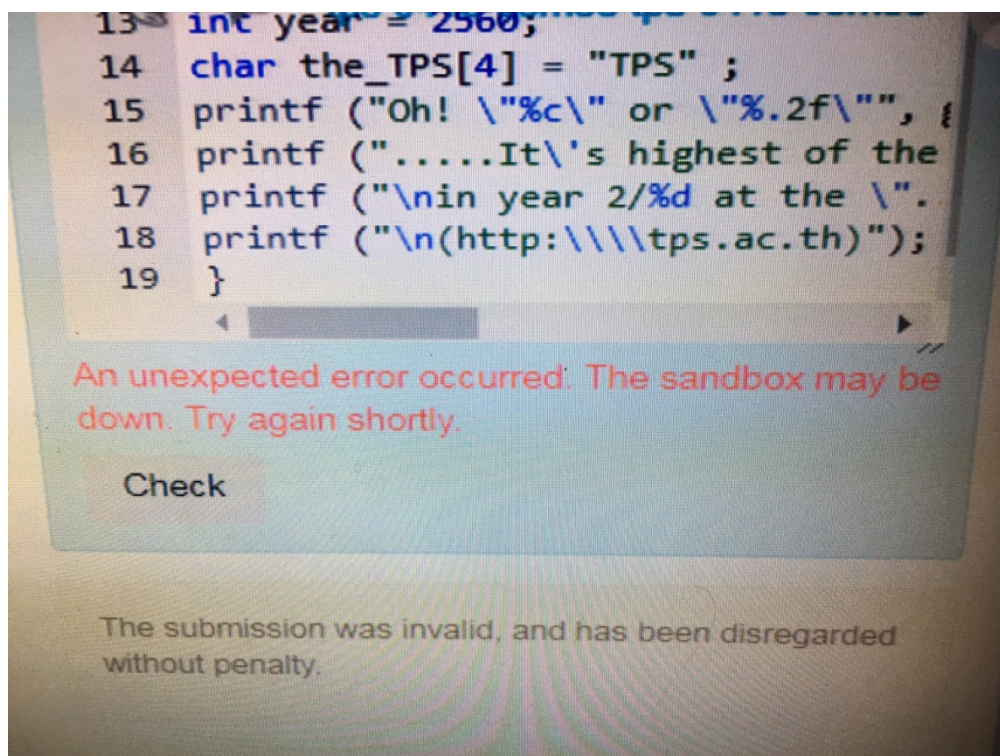 13 int year = 2560;
14 char the_TPS[4] = "TPS" ;
15 printf ("Oh! \"%c\" or \"%.2f\"",
16 printf (".....It\'s highest of the
17 printf ("\nin year 2/%d at the \".
18 printf ("\n(http:\\\\tps.ac.th)");
19 }
An unexpected error occurred. The sandbox may be
down. Try again shortly.
Check
The submission was invalid, and has been disregarded
without penalty.